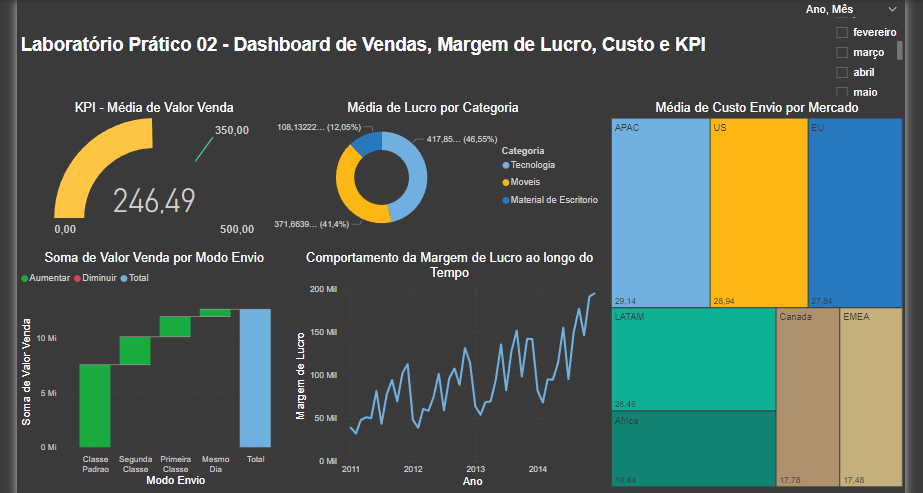 Ano, Mês
fevereiro
março
abril
maio
Laboratório Prático 02 - Dashboard de Vendas, Margem de Lucro, Custo e KPI
KPI - Média de Valor Venda
350,00
246,49
0,00
500,00
Média de Lucro por Categoria
108,13222... (12,05%)
417,85... (46,55%)
371,6639... (41,4%)
Categoria
Tecnologia
Moveis
Material de Escritorio
Média de Custo Envio por Mercado
APAC
29,14
US
28,94
EU
27,84
LATAM
26,46
Canada
17,78
EMEA
17,48
Africa
19,44
Soma de Valor Venda por Modo Envio
Aumentar Diminuir Total
Soma de Valor Venda
10 Mi
5 Mi
0 Mi
Classe Segunda Primeira Mesmo Total
Padrao Classe Classe Dia
Modo Envio
Comportamento da Margem de Lucro ao longo do
Tempo
Margem de Lucro
200 Mil
150 Mil
100 Mil
50 Mil
0 Mil
2011 2012 2013 2014
Ano